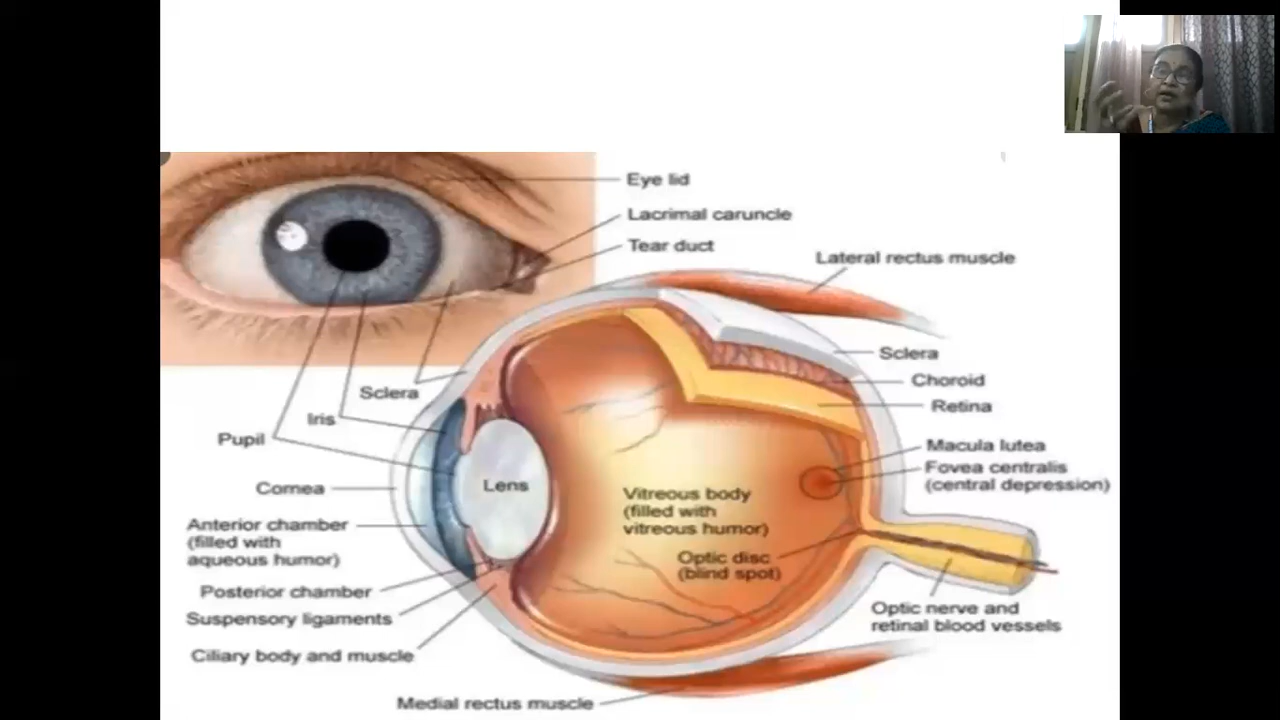 Eye lid
Lacrimal caruncle
Tear duct
Lateral rectus muscle
Sclera
Choroid
Retina
Sclera
Iris
Pupil
Macula lutea
Fovea centralis
(central depression)
Cornea
Lens
Vitreous body
(filled with
vitreous humor)
Anterior chamber
(filled with
aqueous humor)
Optic disc
(blind spot)
Posterior chamber
Suspensory ligaments
Optic nerve and
retinal blood vessels
Ciliary body and muscle
Medial rectus muscle